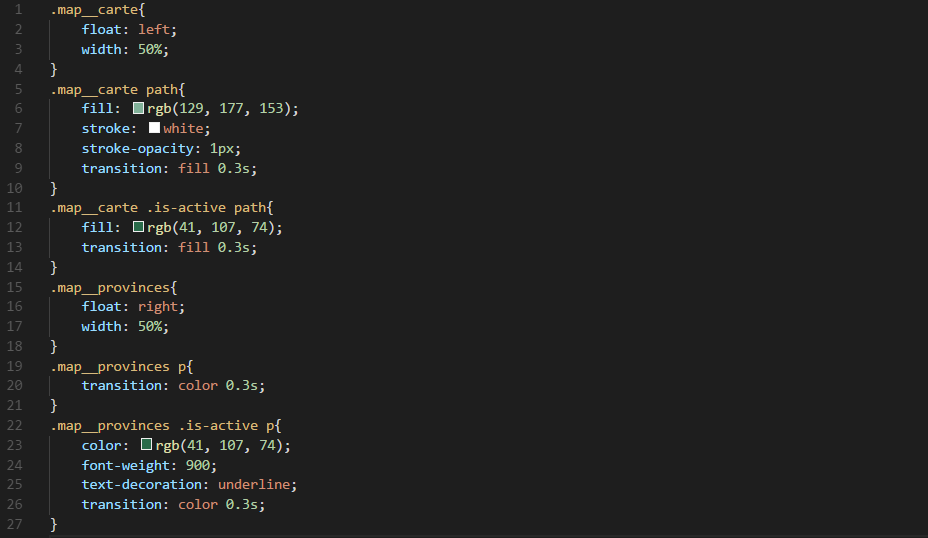 1 .map__carte{
2 float: left;
3 width: 50%;
4 }
5 .map__carte path{
6 fill: rgb(129, 177, 153);
7 stroke: white;
8 stroke-opacity: 1px;
9 transition: fill 0.3s;
10 }
11 .map__carte .is-active path{
12 fill: rgb(41, 107, 74);
13 transition: fill 0.3s;
14 }
15 .map__provinces{
16 float: right;
17 width: 50%;
18 }
19 .map__provinces p{
20 transition: color 0.3s;
21 }
22 .map__provinces .is-active p{
23 color: rgb(41, 107, 74);
24 font-weight: 900;
25 text-decoration: underline;
26 transition: color 0.3s;
27 }